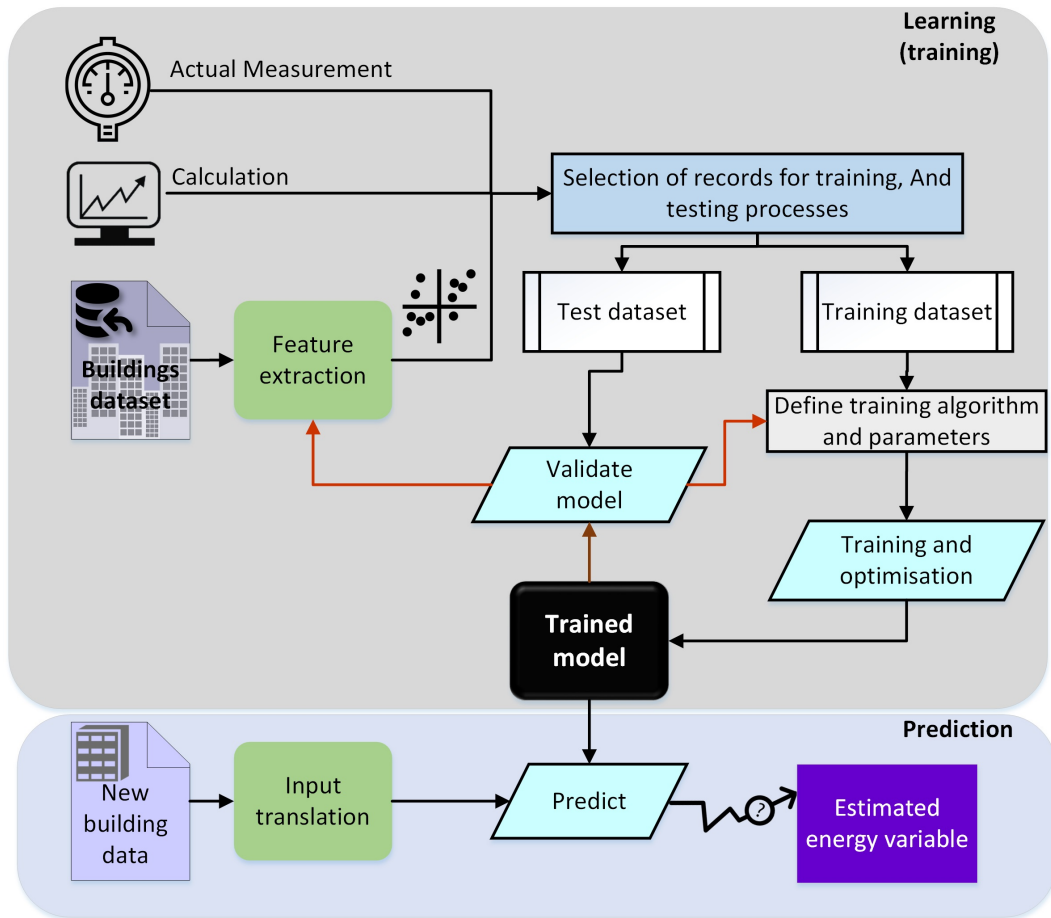 Learning
(training)
Actual Measurement
Calculation
Selection of records for training, And
testing processes
Test dataset
Training dataset
Buildings
dataset
Feature
extraction
Define training algorithm
and parameters
Validate
model
Training and
optimisation
Trained
model
Prediction
New
building
data
Input
translation
Predict
?
Estimated
energy variable